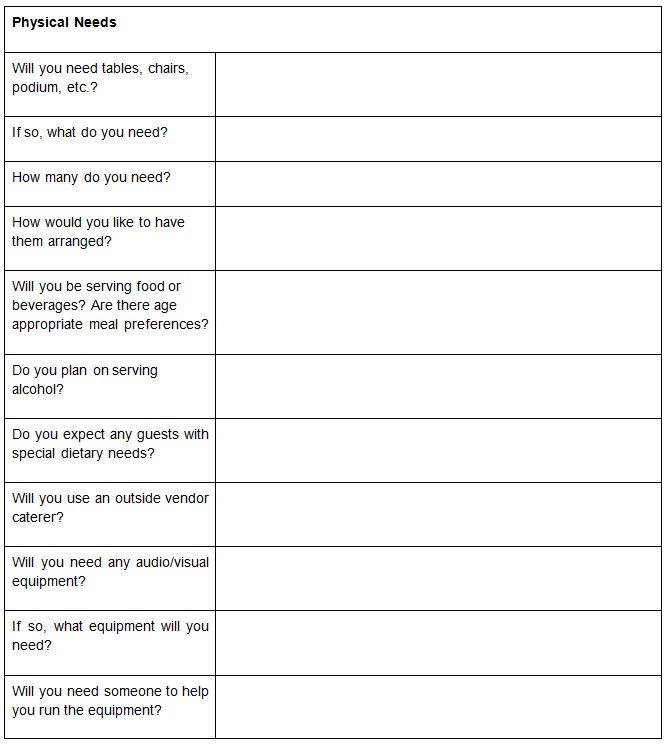 Physical Needs
Will you need tables, chairs,
podium, etc.?
If so, what do you need?
How many do you need?
How would you like to have
them arranged?
Will you be serving food or
beverages? Are there age
appropriate meal preferences?
Do you plan on serving
alcohol?
Do you expect any guests with
special dietary needs?
Will you use an outside vendor
caterer?
Will you need any audio/visual
equipment?
If so, what equipment will you
need?
Will you need someone to help
you run the equipment?